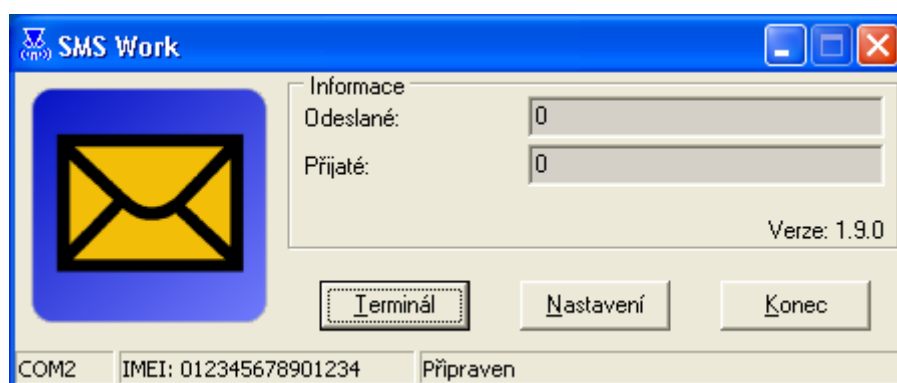 SMS Work
Informace
Odeslané: 0
Přijaté: 0
Verze: 1.9.0
Terminál Nastavení Konec
COM2 IMEI: 012345678901234 Připraven